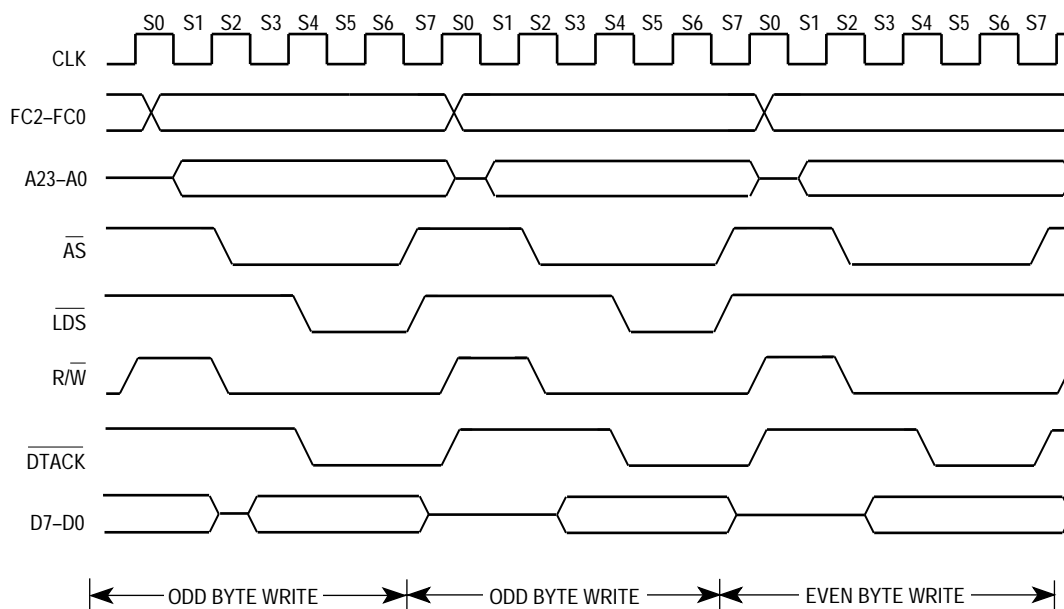 S0 S1 S2 S3 S4 S5 S6 S7 S0 S1 S2 S3 S4 S5 S6 S7 S0 S1 S2 S3 S4 S5 S6 S7
CLK
FC2–FC0
A23–A0
AS
LDS
R/W
DTACK
D7–D0
ODD BYTE WRITE ODD BYTE WRITE EVEN BYTE WRITE